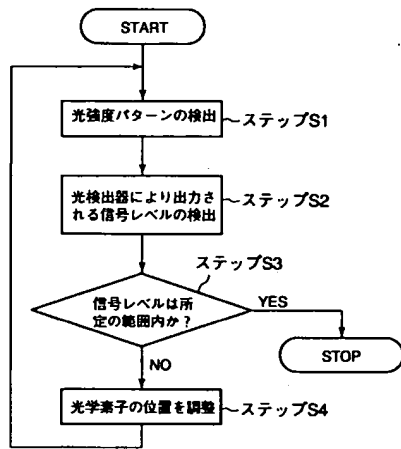 START
光強度パターンの検出
ステップS1
光検出器により出力さ
れる信号レベルの検出
ステップS2
ステップS3
信号レベルは所
定の範囲内か?
YES
STOP
NO
光学素子の位置を調整
ステップS4